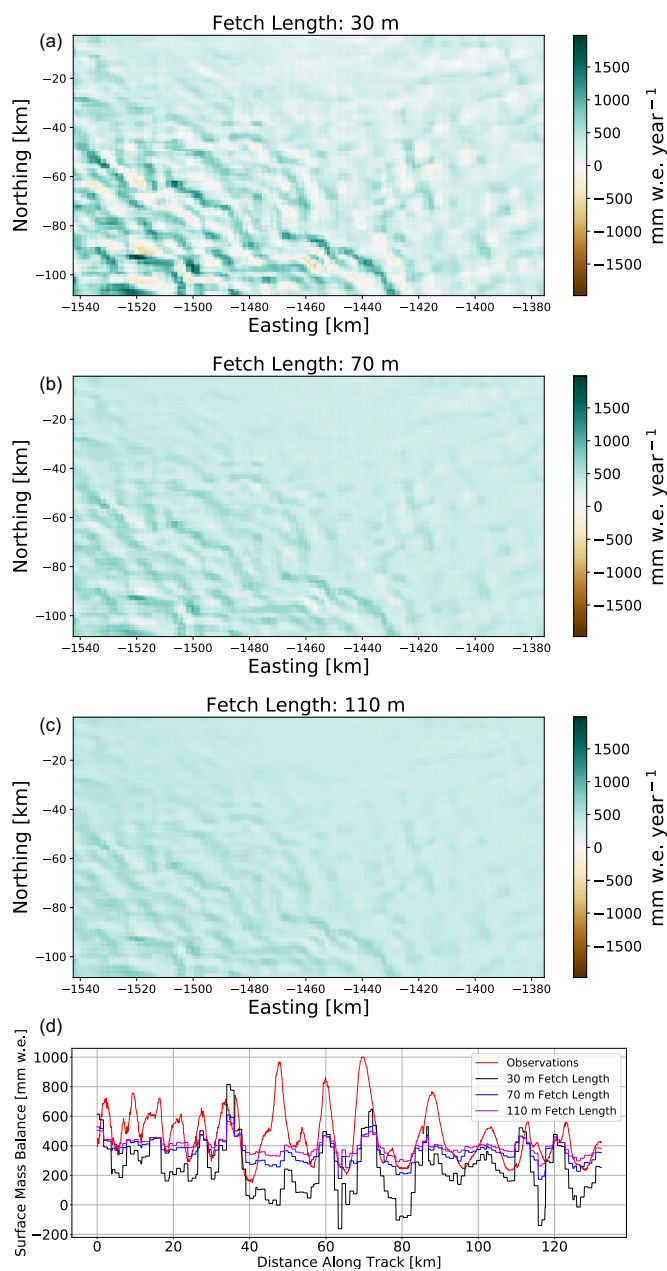 Fetch Length: 30 m
(a)
−20
−40
−60
−80
−100
Northing [km]
−1540 −1520 −1500 −1480 −1460 −1440 −1420 −1400 −1380
Easting [km]
1500
1000
500
0
−500
−1000
−1500
mm w.e. year−1
Fetch Length: 70 m
(b)
−20
−40
−60
−80
−100
Northing [km]
−1540 −1520 −1500 −1480 −1460 −1440 −1420 −1400 −1380
1500
1000
500
0
−500
−1000
−1500
mm w.e. year−1
Fetch Length: 110 m
(c)
−20
−40
−60
−80
−100
Northing [km]
−1540 −1520 −1500 −1480 −1460 −1440 −1420 −1400 −1380
Easting [km]
1500
1000
500
0
−500
−1000
−1500
mm w.e. year−1
(d)
1000
800
600
400
200
0
−200
Surface Mass Balance [mm w.e.]
Observations
30 m Fetch Length
70 m Fetch Length
110 m Fetch Length
0 20 40 60 80 100 120
Distance Along Track [km]